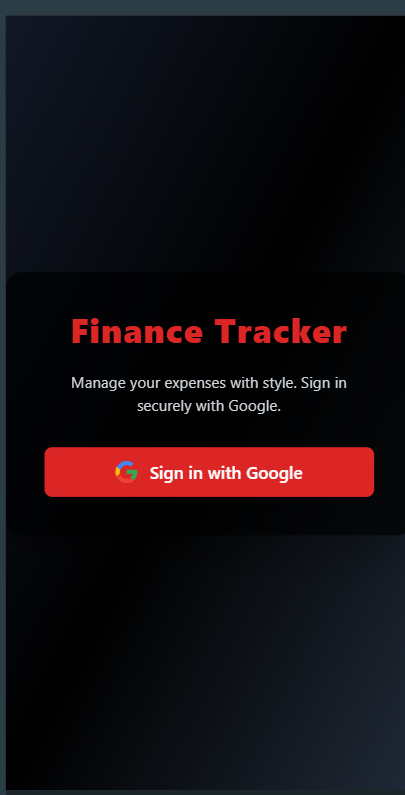 Finance Tracker
Manage your expenses with style. Sign in
securely with Google.
Sign in with Google